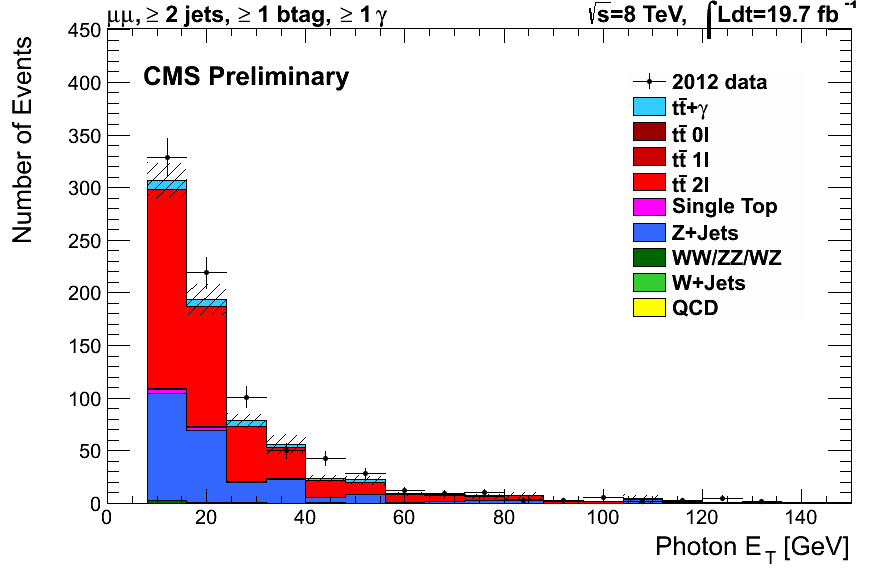 μμ, ≥ 2 jets, ≥ 1 btag, ≥ 1 γ
√s=8 TeV, ∫Ldt=19.7 fb⁻¹
CMS Preliminary
2012 data
tt̄+γ
tt̄ 0l
tt̄ 1l
tt̄ 2l
Single Top
Z+Jets
WW/ZZ/WZ
W+Jets
QCD
Number of Events
450
400
350
300
250
200
150
100
50
0
0 20 40 60 80 100 120 140
Photon E_T [GeV]